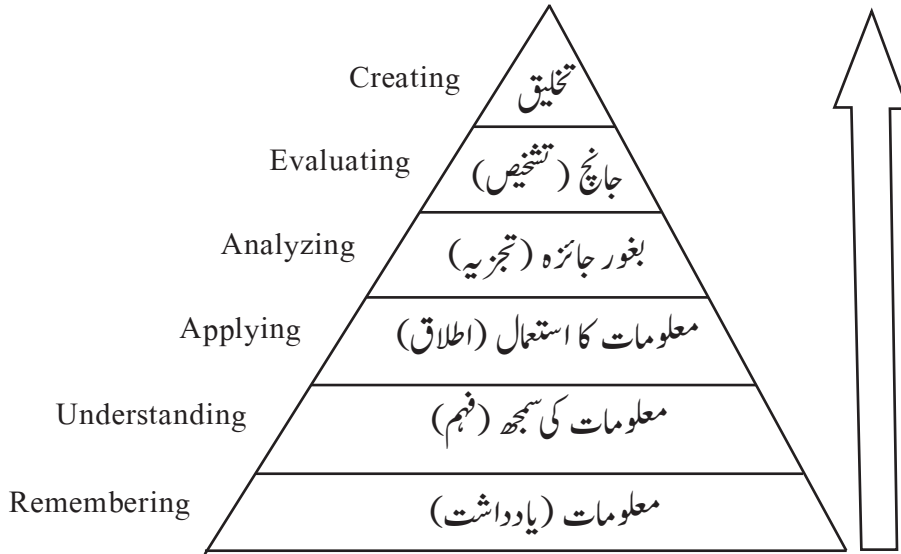 Creating تخلیق
Evaluating جانچ (تشخیص)
Analyzing بغور جائزہ (تجزیہ)
Applying معلومات کا استعمال (اطلاق)
Understanding معلومات کی سمجھ (فہم)
Remembering معلومات (یادداشت)